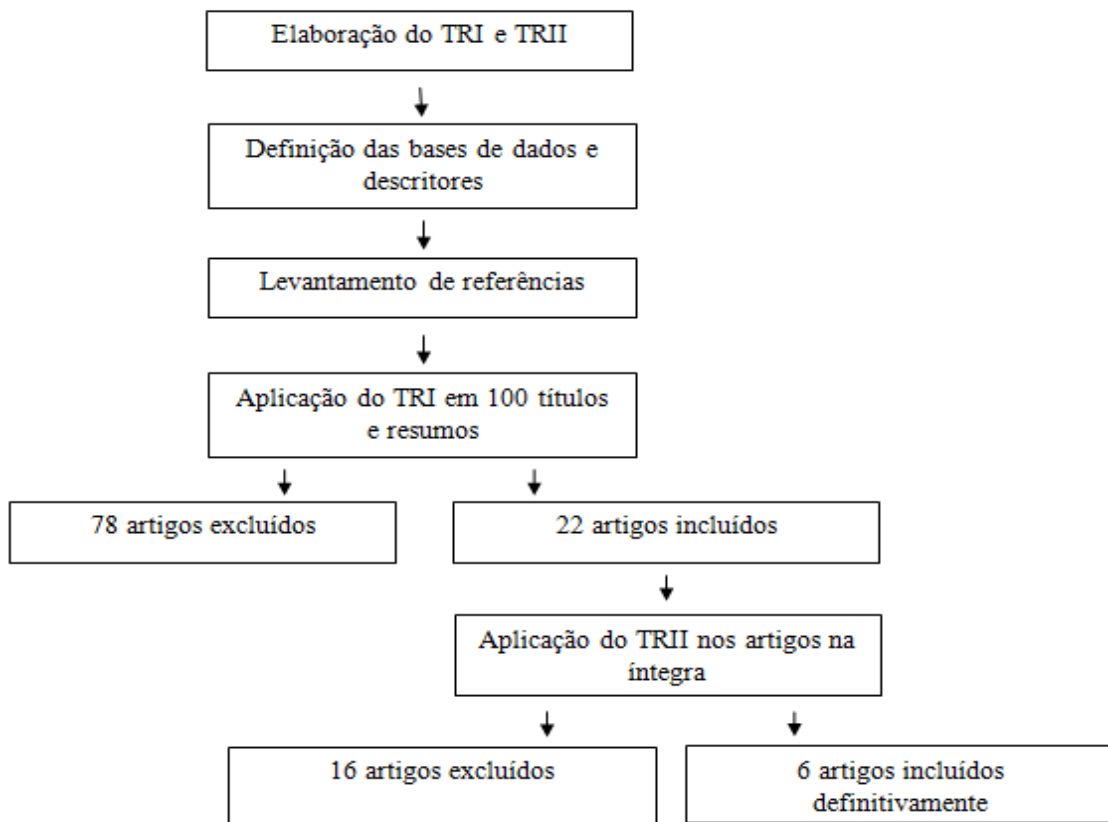 Elaboração do TRI e TRII
Definição das bases de dados e
descritores
Levantamento de referências
Aplicação do TRI em 100 títulos
e resumos
78 artigos excluídos
22 artigos incluídos
Aplicação do TRII nos artigos na
íntegra
16 artigos excluídos
6 artigos incluídos
definitivamente